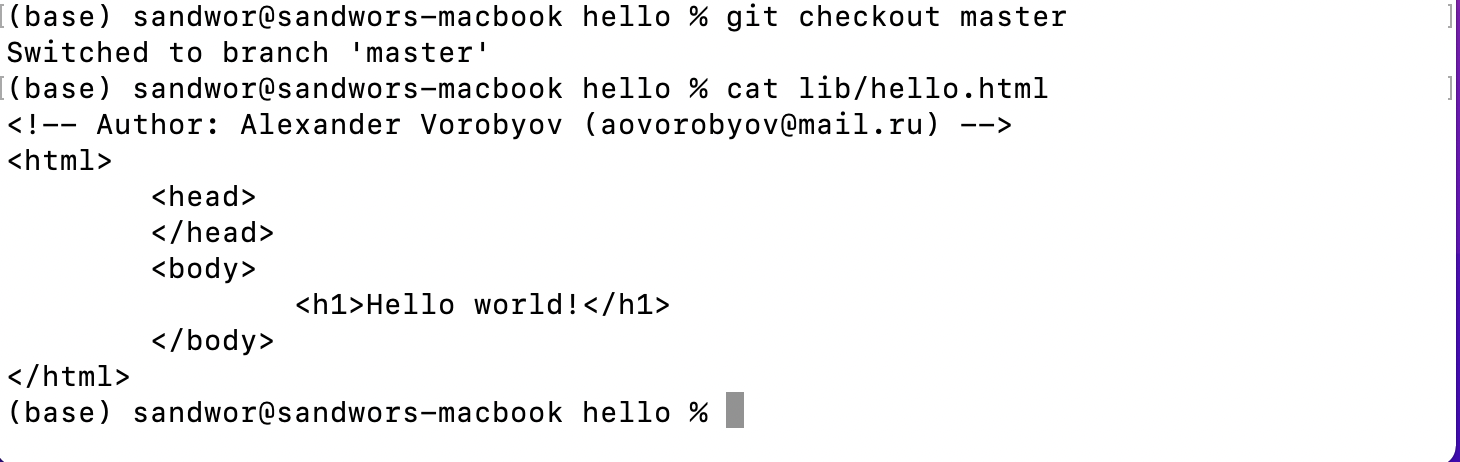 (base) sandwor@sandwors-macbook hello % git checkout master
Switched to branch 'master'
(base) sandwor@sandwors-macbook hello % cat lib/hello.html
<!-- Author: Alexander Vorobyov (aovorobyov@mail.ru) -->
<html>
        <head>
        </head>
        <body>
                <h1>Hello world!</h1>
        </body>
</html>
(base) sandwor@sandwors-macbook hello %